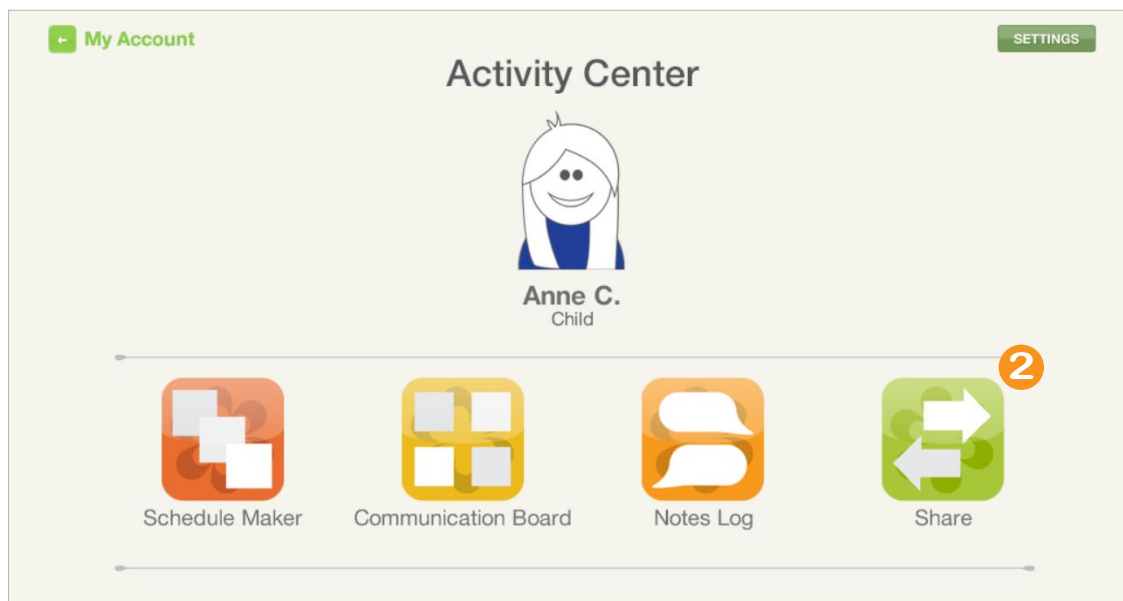 My Account
SETTINGS
Activity Center
Anne C.
Child
2
Schedule Maker
Communication Board
Notes Log
Share